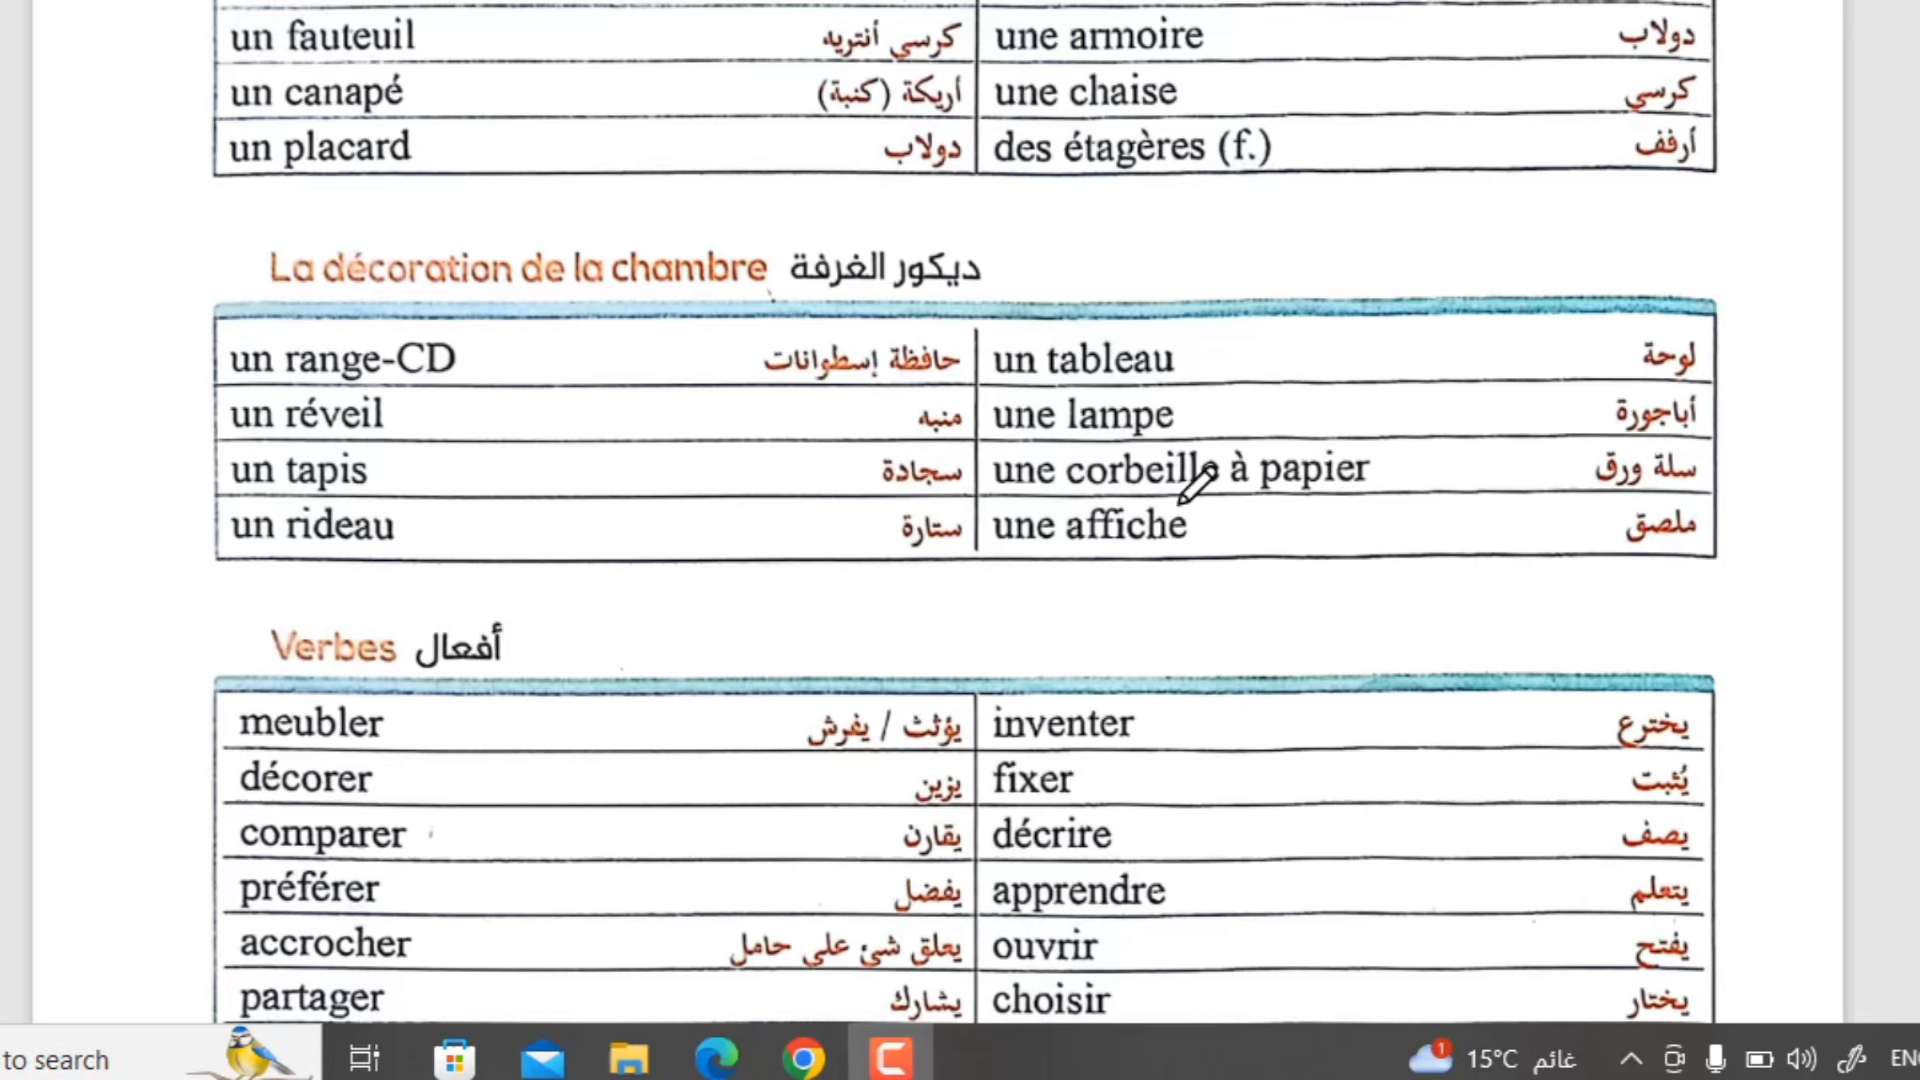 un fauteuil كرسي أنتريه une armoire دولاب
un canapé أريكة (كنبة) une chaise كرسي
un placard دولاب des étagères (f.) أرفف
La décoration de la chambre ديكور الغرفة
un range-CD حافظة إسطوانات un tableau لوحة
un réveil منبه une lampe أباجورة
un tapis سجادة une corbeille à papier سلة ورق
un rideau ستارة une affiche ملصق
Verbes أفعال
meubler يؤثث / يفرش inventer يخترع
décorer يزين fixer يُثبت
comparer يقارن décrire يصف
préférer يفضل apprendre يتعلم
accrocher يعلق شئ على حامل ouvrir يفتح
partager يشارك choisir يختار
to search 1 15°C غائم ENG